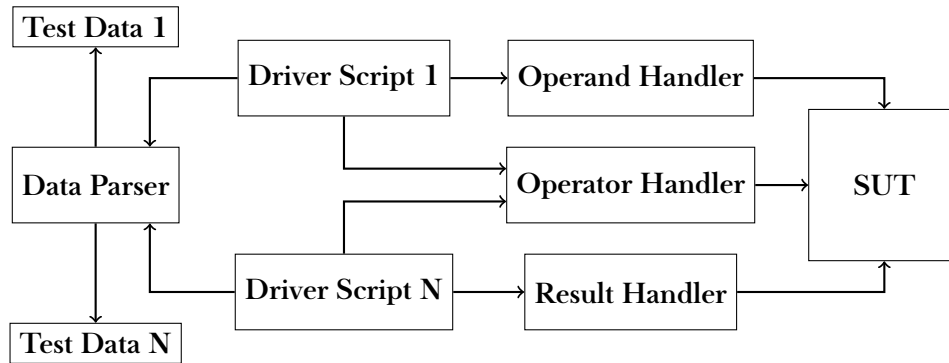 Test Data 1
Driver Script 1
Operand Handler
Data Parser
Operator Handler
SUT
Driver Script N
Result Handler
Test Data N